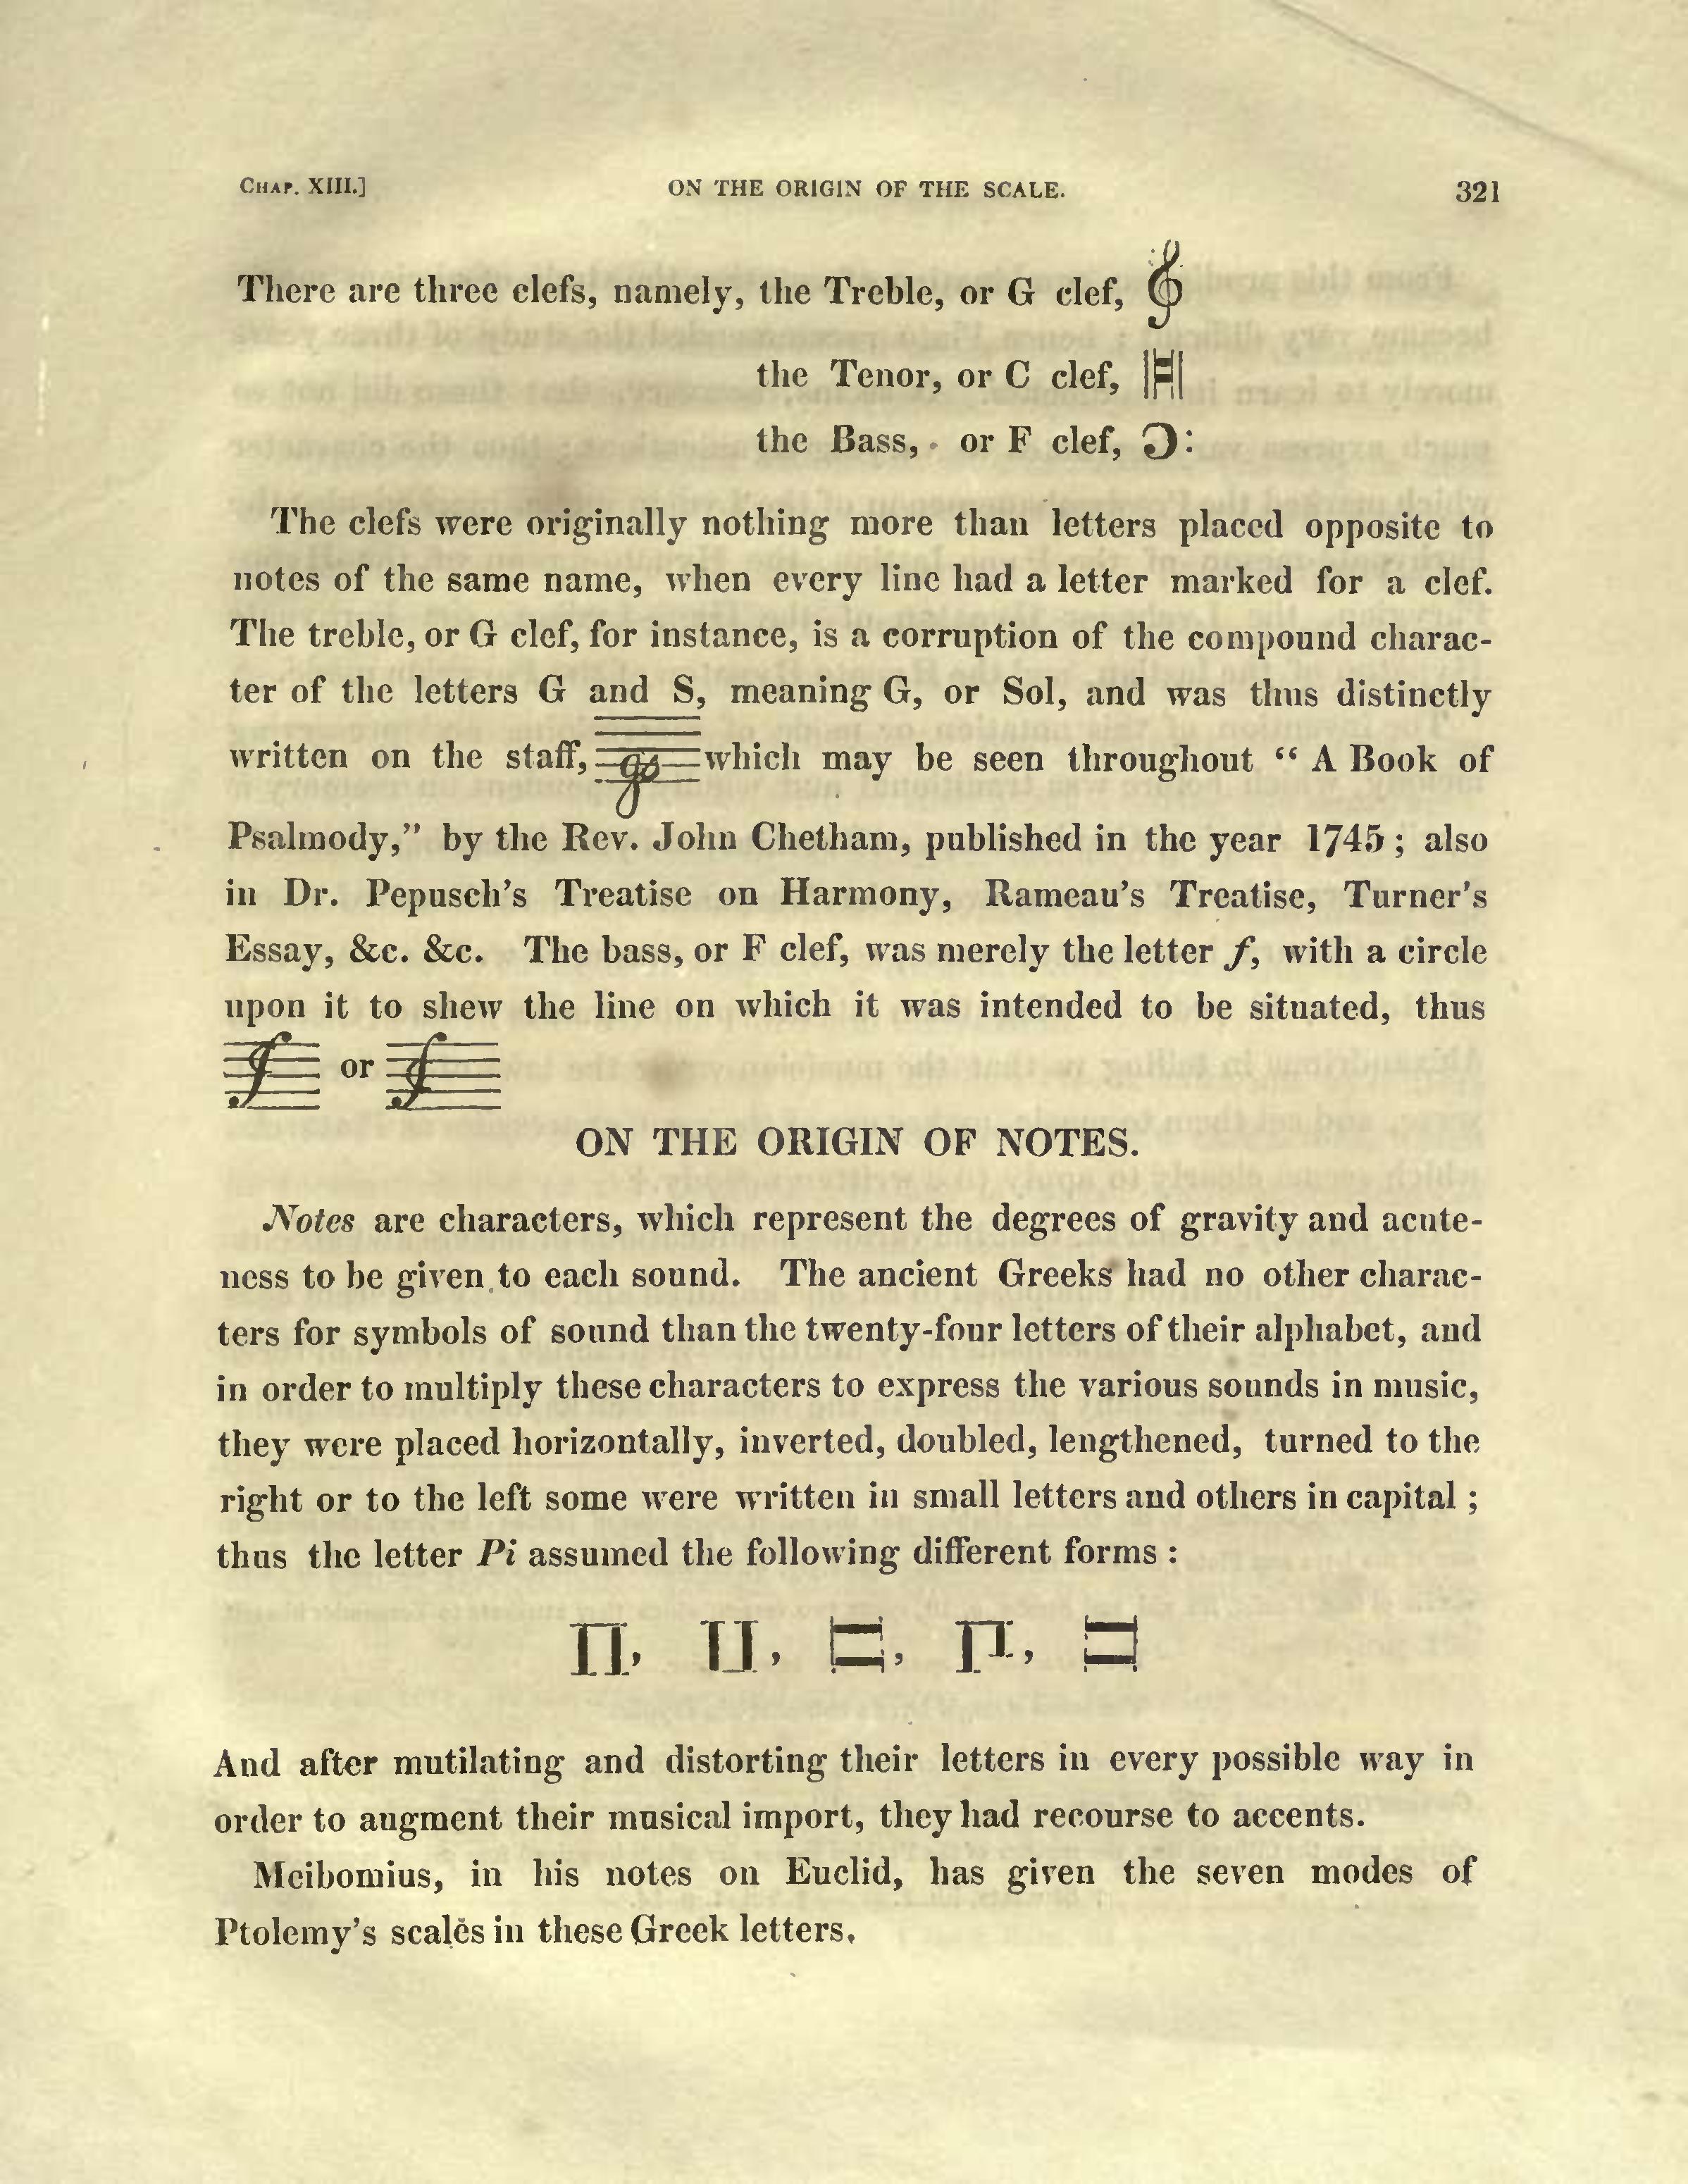 CHAP. XIII.] ON THE ORIGIN OF THE SCALE. 321
There are three clefs, namely, the Treble, or G clef, 𝄞
the Tenor, or C clef, 𝄡
the Bass, or F clef, 𝄢
The clefs were originally nothing more than letters placed opposite to
notes of the same name, when every line had a letter marked for a clef.
The treble, or G clef, for instance, is a corruption of the compound charac-
ter of the letters G and S, meaning G, or Sol, and was thus distinctly
written on the staff, gs which may be seen throughout “ A Book of
Psalmody,” by the Rev. John Chetham, published in the year 1745 ; also
in Dr. Pepusch's Treatise on Harmony, Rameau's Treatise, Turner's
Essay, &c. &c. The bass, or F clef, was merely the letter f, with a circle
upon it to shew the line on which it was intended to be situated, thus
f or f
ON THE ORIGIN OF NOTES.
Notes are characters, which represent the degrees of gravity and acute-
ness to be given to each sound. The ancient Greeks had no other charac-
ters for symbols of sound than the twenty-four letters of their alphabet, and
in order to multiply these characters to express the various sounds in music,
they were placed horizontally, inverted, doubled, lengthened, turned to the
right or to the left some were written in small letters and others in capital ;
thus the letter Pi assumed the following different forms :
Π, ⨿, ⊏, Ր, ⊐
And after mutilating and distorting their letters in every possible way in
order to augment their musical import, they had recourse to accents.
Meibomius, in his notes on Euclid, has given the seven modes of
Ptolemy's scales in these Greek letters.